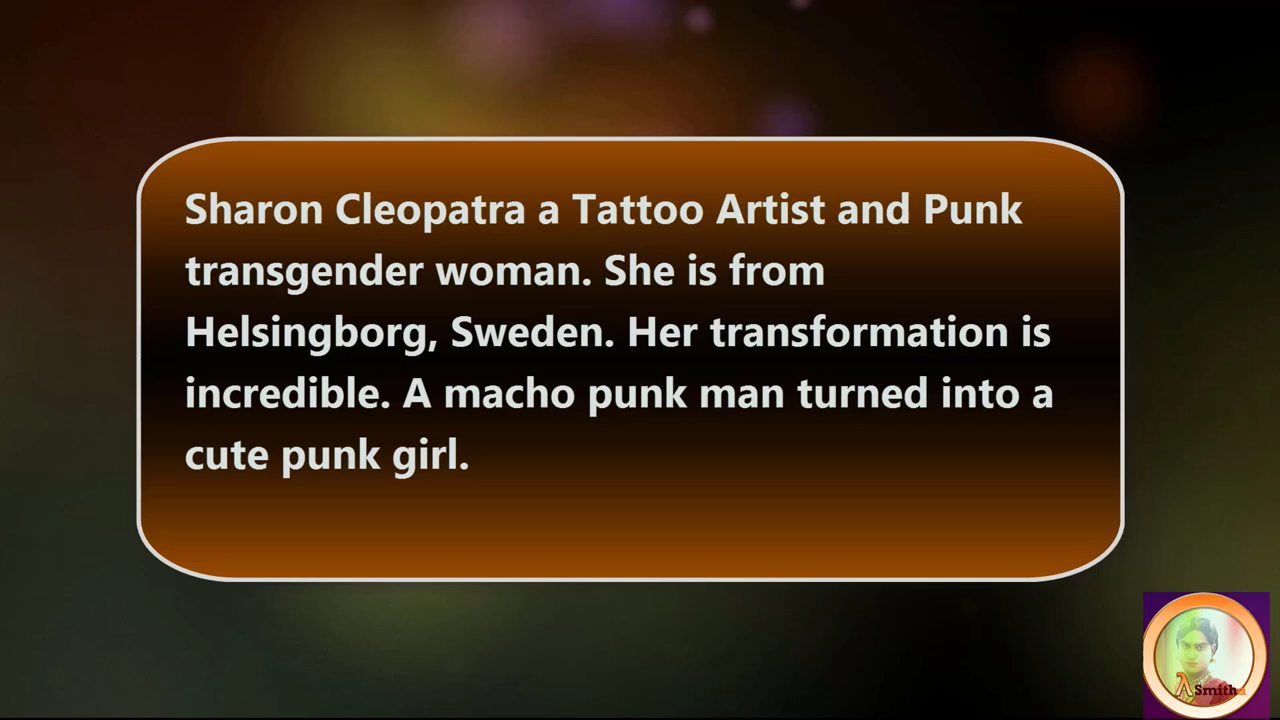 Sharon Cleopatra a Tattoo Artist and Punk
transgender woman. She is from
Helsingborg, Sweden. Her transformation is
incredible. A macho punk man turned into a
cute punk girl.
λSmitha